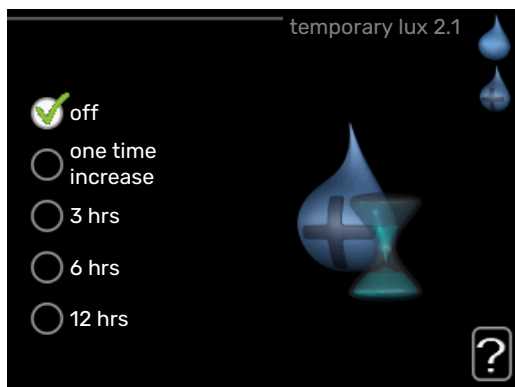 temporary lux 2.1
off
one time
increase
3 hrs
6 hrs
12 hrs
?